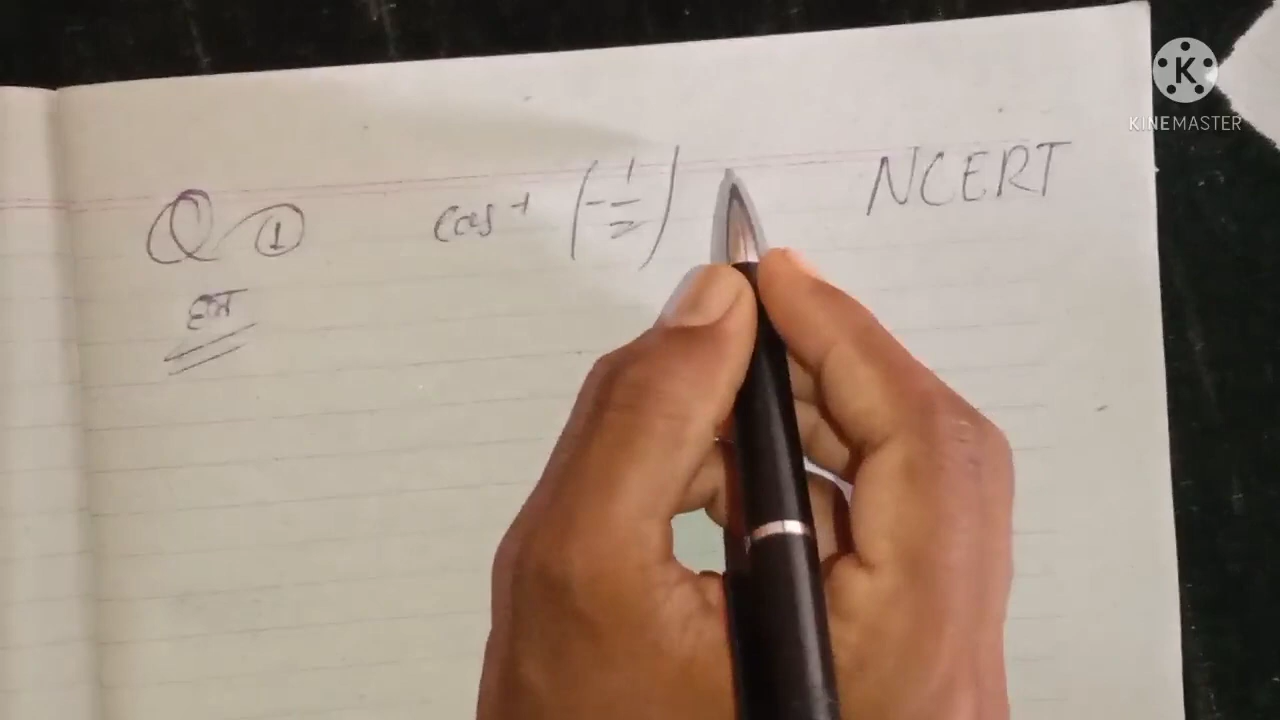 Q ① cos⁻¹ (-1/2) NCERT
हल
KINEMASTER